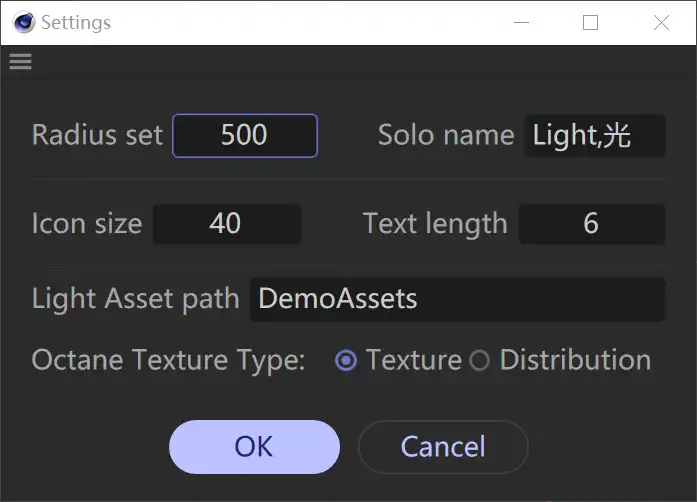 Settings
Radius set 500 Solo name Light,光
Icon size 40 Text length 6
Light Asset path DemoAssets
Octane Texture Type: Texture Distribution
OK Cancel